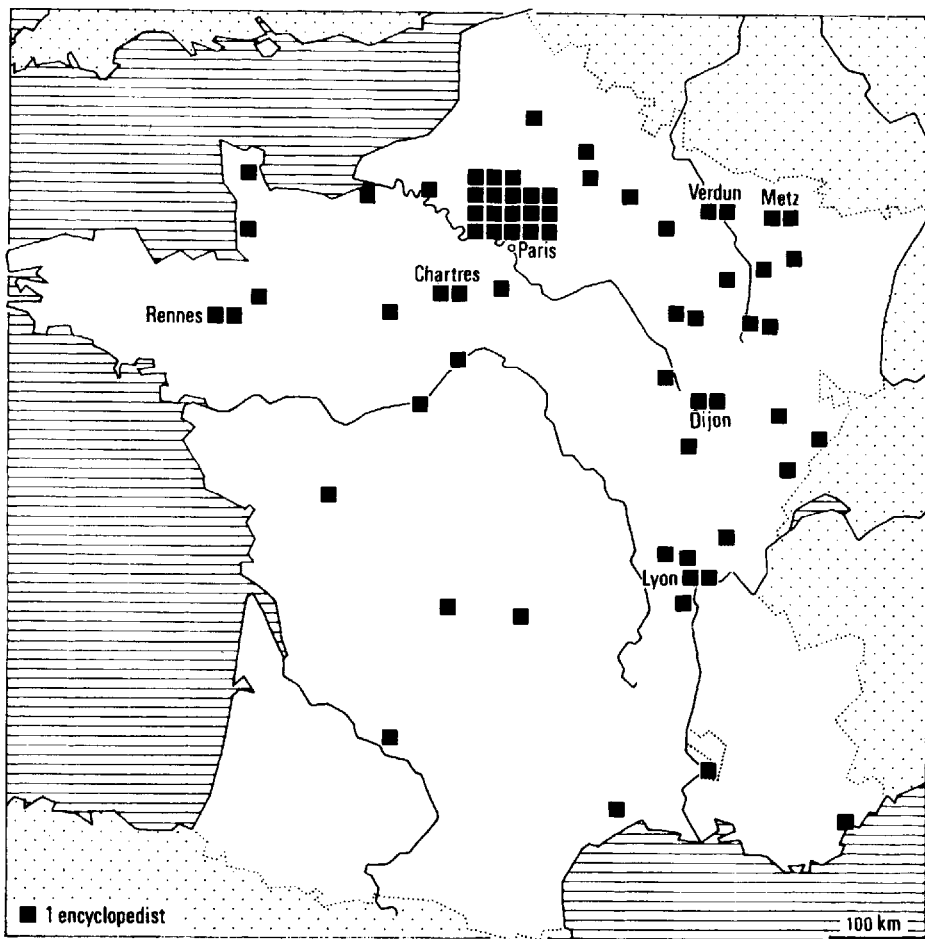 Verdun
Metz
Paris
Chartres
Rennes
Dijon
Lyon
1 encyclopedist
100 km